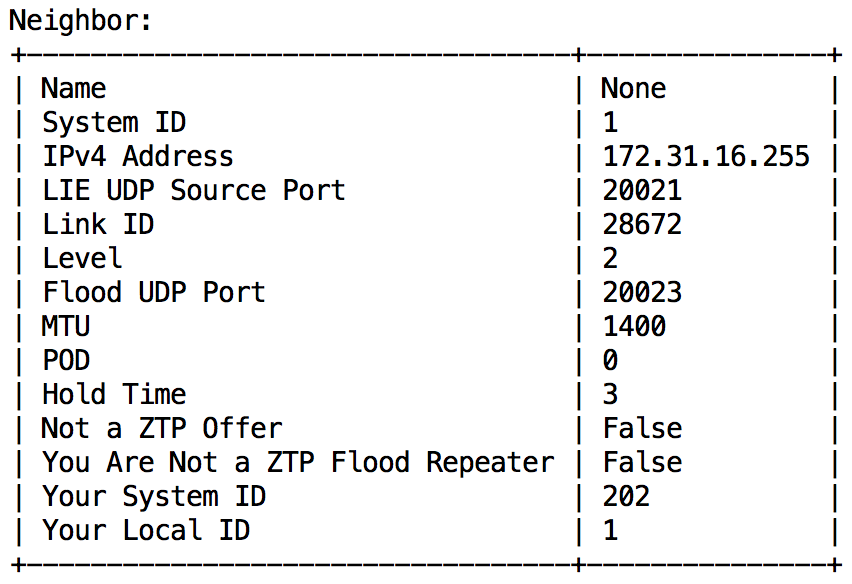 Neighbor:
+-----------------------------------+---------------+
| Name                              | None          |
| System ID                         | 1             |
| IPv4 Address                      | 172.31.16.255 |
| LIE UDP Source Port               | 20021         |
| Link ID                           | 28672         |
| Level                             | 2             |
| Flood UDP Port                    | 20023         |
| MTU                               | 1400          |
| POD                               | 0             |
| Hold Time                         | 3             |
| Not a ZTP Offer                   | False         |
| You Are Not a ZTP Flood Repeater  | False         |
| Your System ID                    | 202           |
| Your Local ID                     | 1             |
+-----------------------------------+---------------+